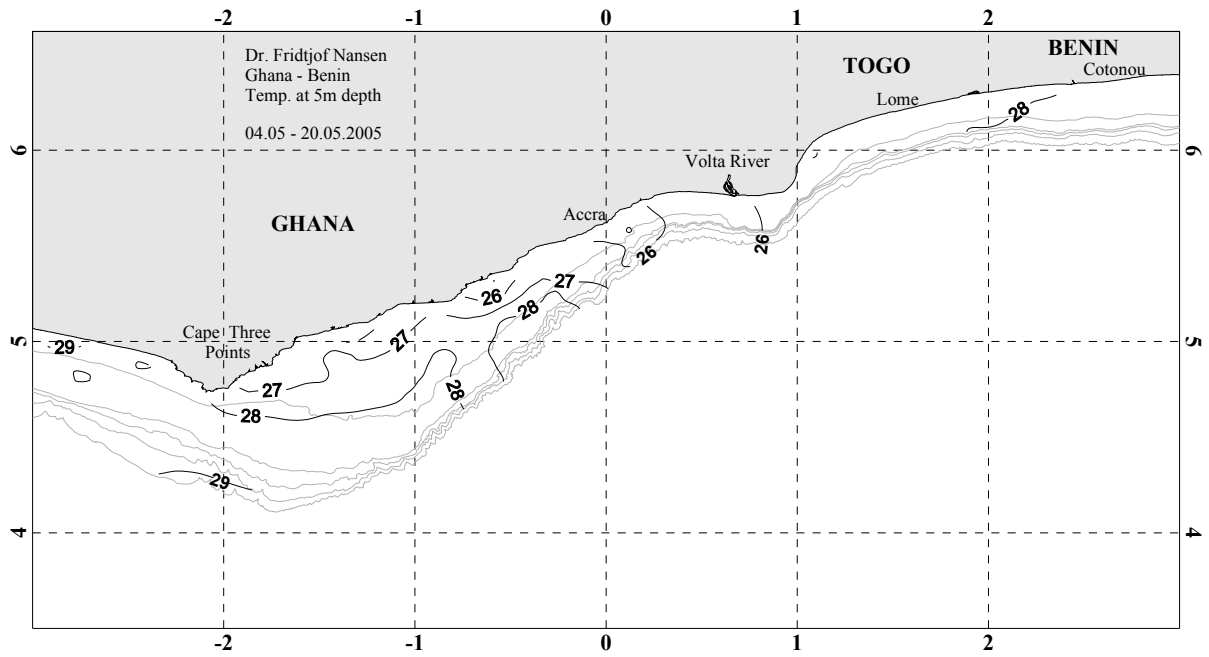 -2 -1 0 1 2
Dr. Fridtjof Nansen
Ghana - Benin
Temp. at 5m depth
04.05 - 20.05.2005
BENIN
Cotonou
TOGO
Lome
28
6 6
Volta River
Accra
GHANA
26
26
27
26
28
Cape Three
Points
27
5 5
29
27
28
28
29
4 4
-2 -1 0 1 2